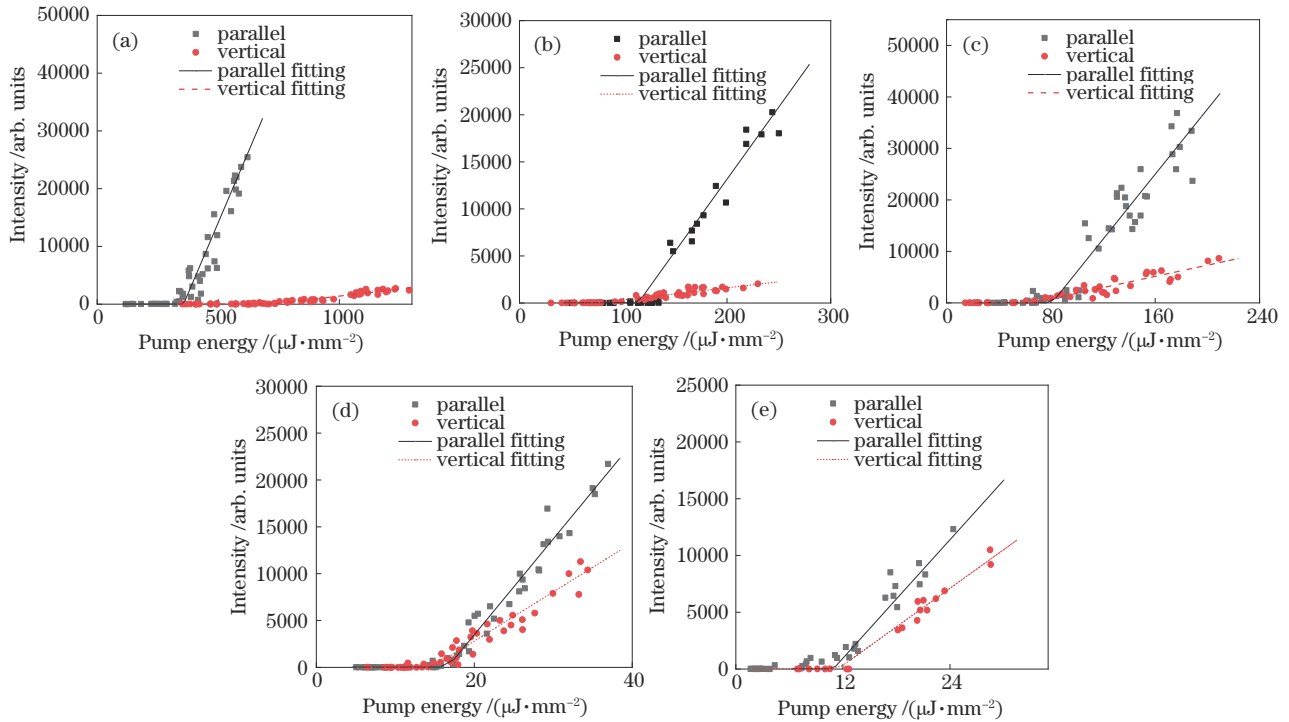 (a)
50000
40000
30000
20000
10000
0
0
500
1000
parallel
vertical
parallel fitting
vertical fitting
Intensity /arb. units
Pump energy /(μJ·mm⁻²)
(b)
30000
25000
20000
15000
10000
5000
0
0
100
200
300
parallel
vertical
parallel fitting
vertical fitting
Intensity /arb. units
Pump energy /(μJ·mm⁻²)
(c)
50000
40000
30000
20000
10000
0
0
80
160
240
parallel
vertical
parallel fitting
vertical fitting
Intensity /arb. units
Pump energy /(μJ·mm⁻²)
(d)
30000
25000
20000
15000
10000
5000
0
0
20
40
parallel
vertical
parallel fitting
vertical fitting
Intensity /arb. units
Pump energy /(μJ·mm⁻²)
(e)
25000
20000
15000
10000
5000
0
0
12
24
parallel
vertical
parallel fitting
vertical fitting
Intensity /arb. units
Pump energy /(μJ·mm⁻²)